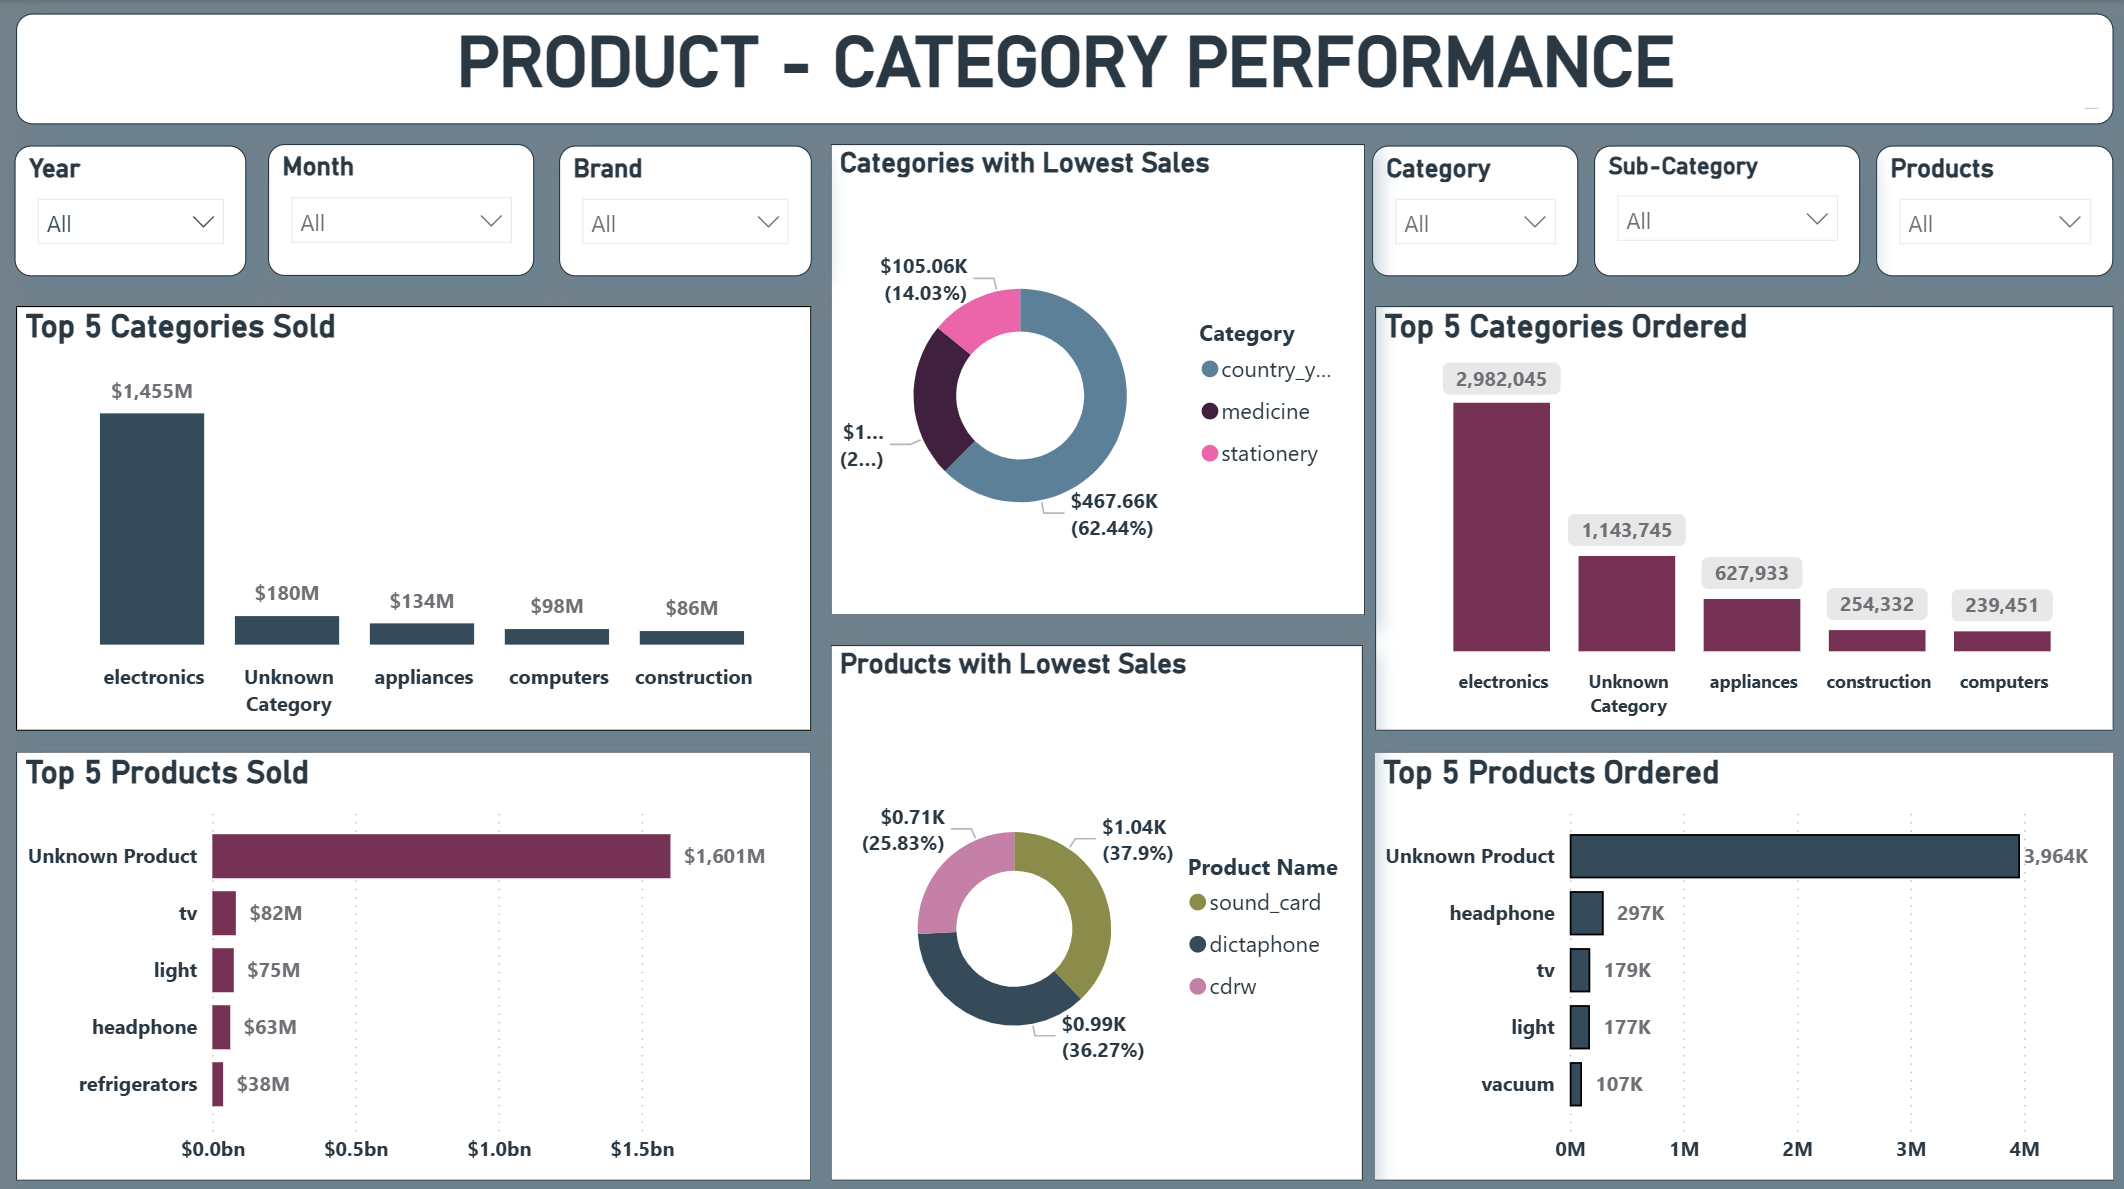 PRODUCT - CATEGORY PERFORMANCE
Year
All
Month
All
Brand
All
Categories with Lowest Sales
$105.06K
(14.03%)
$1...
(2...)
$467.66K
(62.44%)
Category
country_y...
medicine
stationery
Category
All
Sub-Category
All
Products
All
Top 5 Categories Sold
$1,455M
$180M
$134M
$98M
$86M
electronics
Unknown
Category
appliances
computers
construction
Top 5 Categories Ordered
2,982,045
1,143,745
627,933
254,332
239,451
electronics
Unknown
Category
appliances
construction
computers
Top 5 Products Sold
Unknown Product
$1,601M
tv
$82M
light
$75M
headphone
$63M
refrigerators
$38M
$0.0bn
$0.5bn
$1.0bn
$1.5bn
Products with Lowest Sales
$0.71K
(25.83%)
$1.04K
(37.9%)
$0.99K
(36.27%)
Product Name
sound_card
dictaphone
cdrw
Top 5 Products Ordered
Unknown Product
3,964K
headphone
297K
tv
179K
light
177K
vacuum
107K
0M
1M
2M
3M
4M